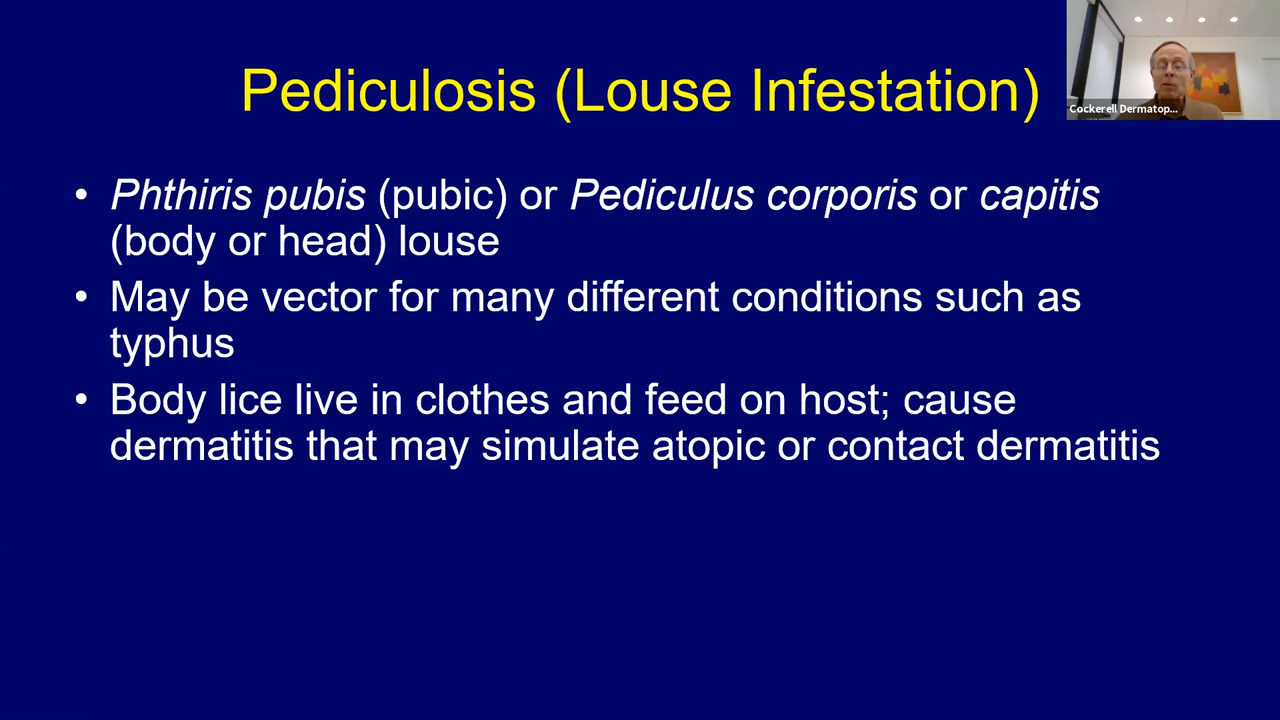 Pediculosis (Louse Infestation)
Cockerell Dermatop...
• Phthiris pubis (pubic) or Pediculus corporis or capitis
(body or head) louse
• May be vector for many different conditions such as
typhus
• Body lice live in clothes and feed on host; cause
dermatitis that may simulate atopic or contact dermatitis